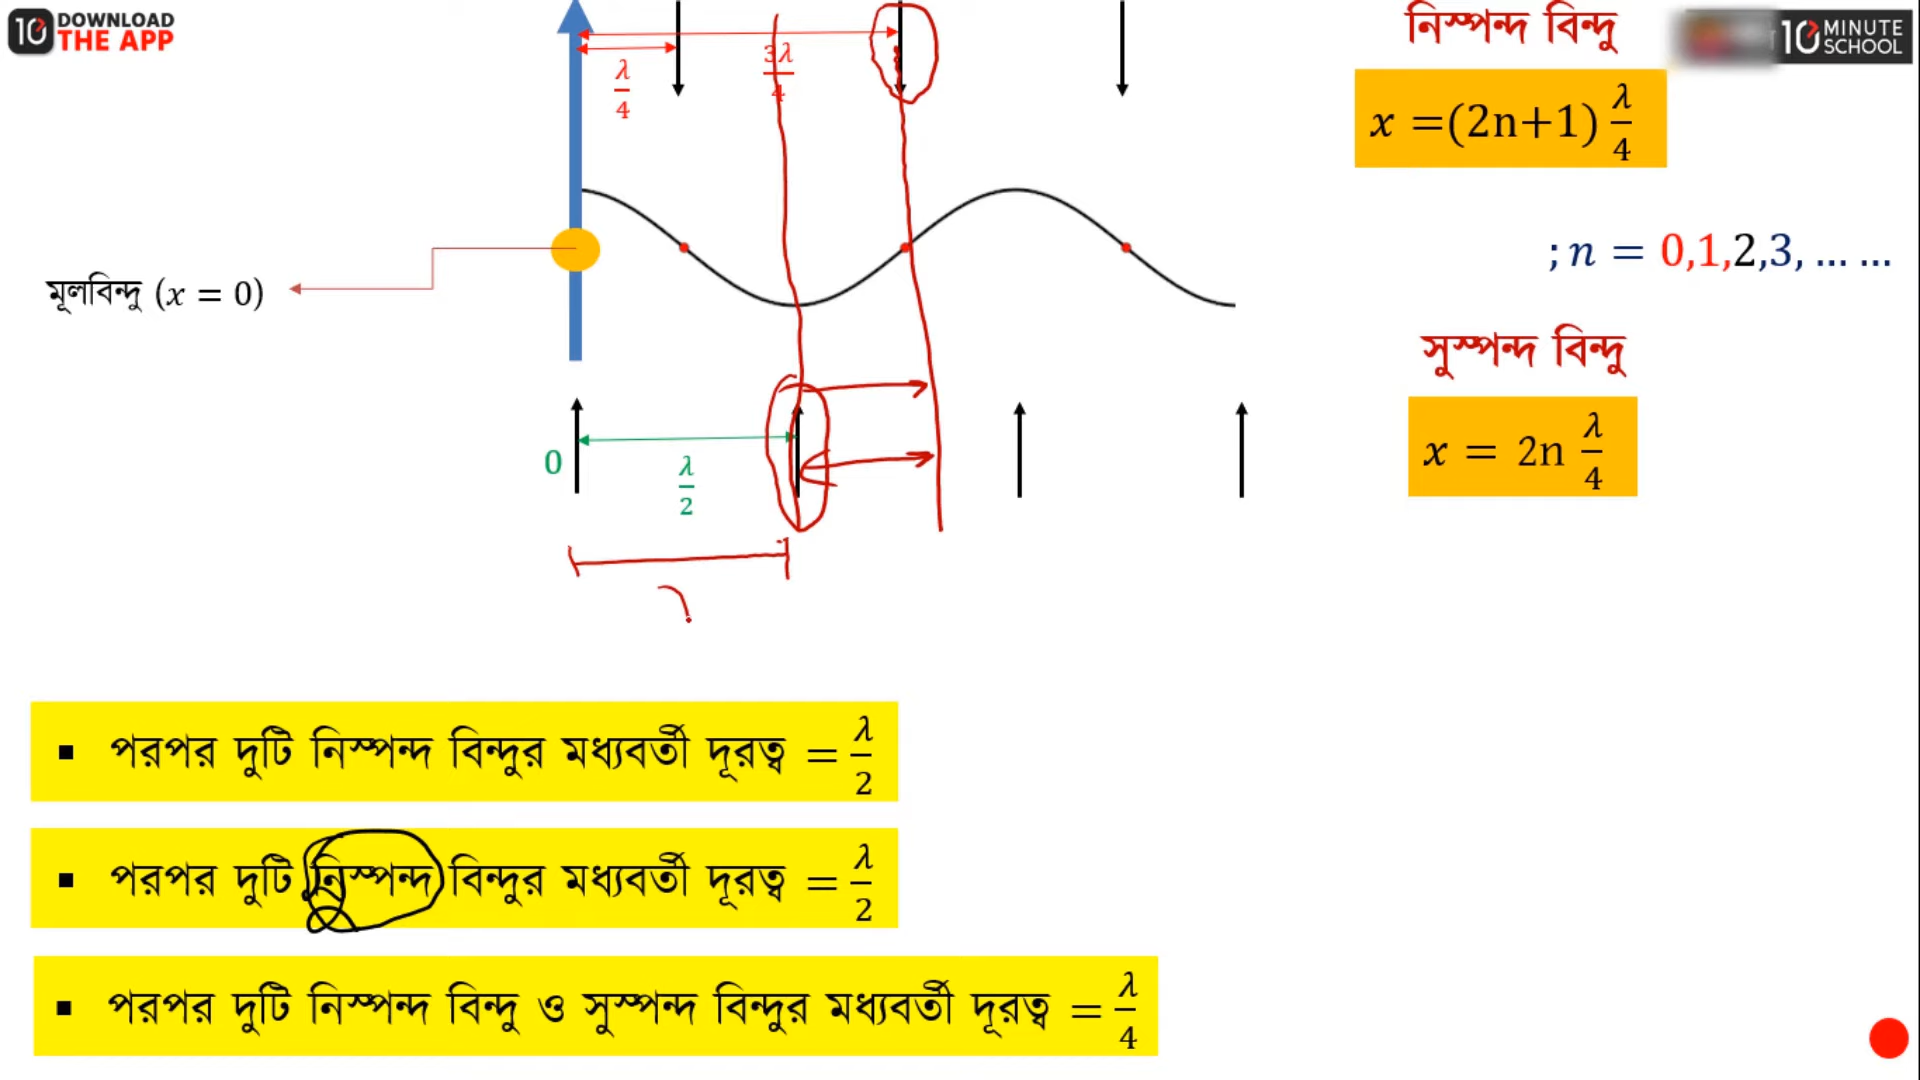 DOWNLOAD
THE APP
10 MINUTE
SCHOOL
λ/4
3λ/4
নিস্পন্দ বিন্দু
x =(2n+1) λ/4
; n = 0,1,2,3, ... ...
মূলবিন্দু (x = 0)
সুস্পন্দ বিন্দু
x = 2n λ/4
0
λ/2
?
▪ পরপর দুটি নিস্পন্দ বিন্দুর মধ্যবর্তী দূরত্ব = λ/2
▪ পরপর দুটি নিস্পন্দ বিন্দুর মধ্যবর্তী দূরত্ব = λ/2
▪ পরপর দুটি নিস্পন্দ বিন্দু ও সুস্পন্দ বিন্দুর মধ্যবর্তী দূরত্ব = λ/4